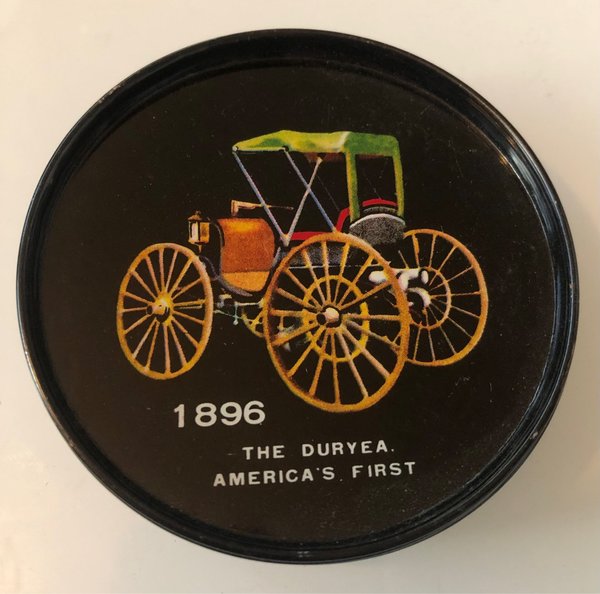 1896
THE DURYEA.
AMERICA'S FIRST